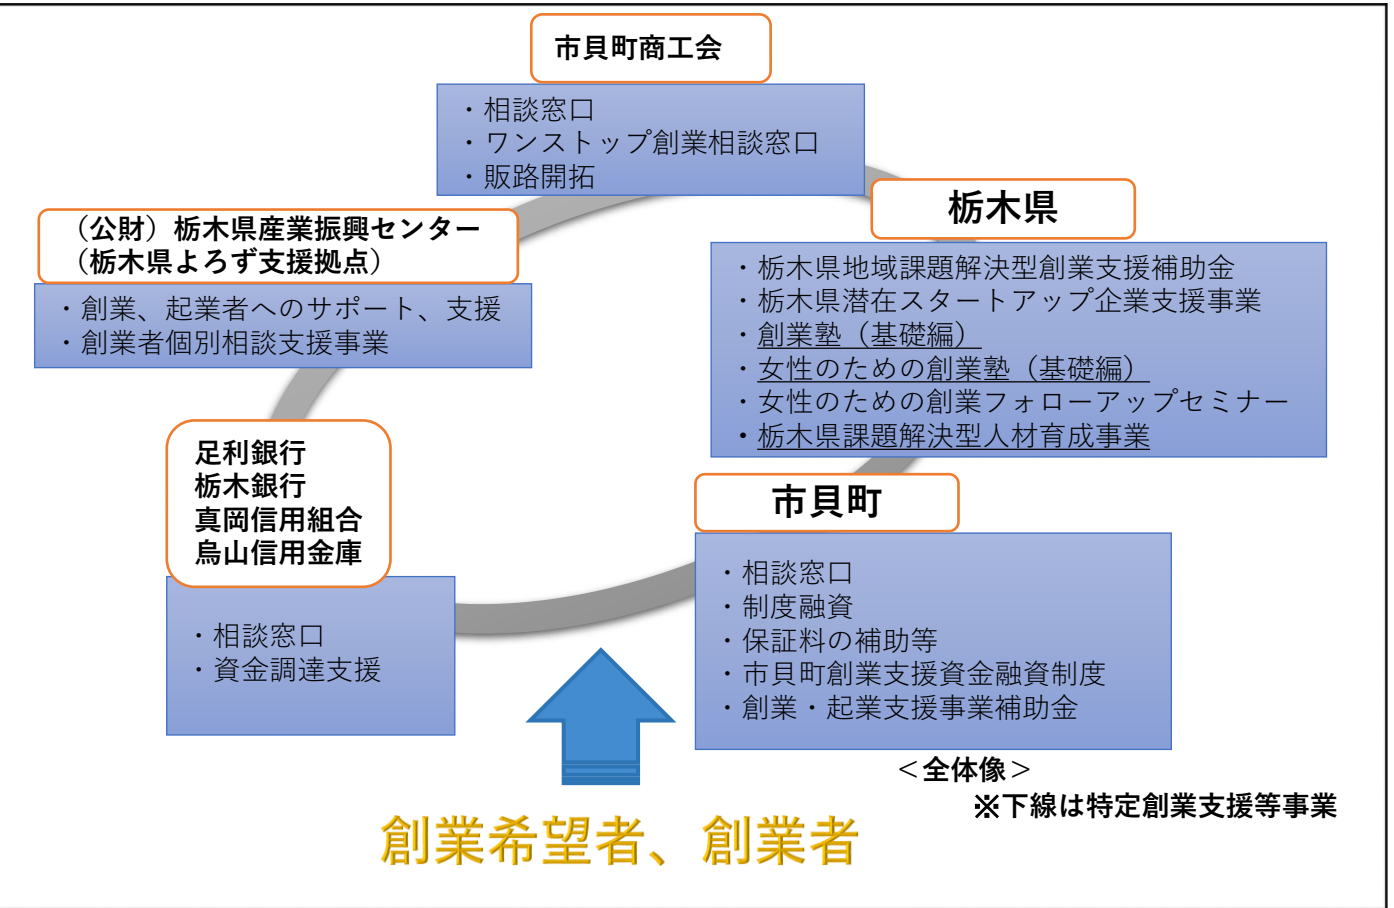 市貝町商工会
・相談窓口
・ワンストップ創業相談窓口
・販路開拓
栃木県
・栃木県地域課題解決型創業支援補助金
・栃木県潜在スタートアップ企業支援事業
・創業塾（基礎編）
・女性のための創業塾（基礎編）
・女性のための創業フォローアップセミナー
・栃木県課題解決型人材育成事業
（公財）栃木県産業振興センター
（栃木県よろず支援拠点）
・創業、起業者へのサポート、支援
・創業者個別相談支援事業
足利銀行
栃木銀行
真岡信用組合
烏山信用金庫
・相談窓口
・資金調達支援
市貝町
・相談窓口
・制度融資
・保証料の補助等
・市貝町創業支援資金融資制度
・創業・起業支援事業補助金
＜全体像＞
※下線は特定創業支援等事業
創業希望者、創業者